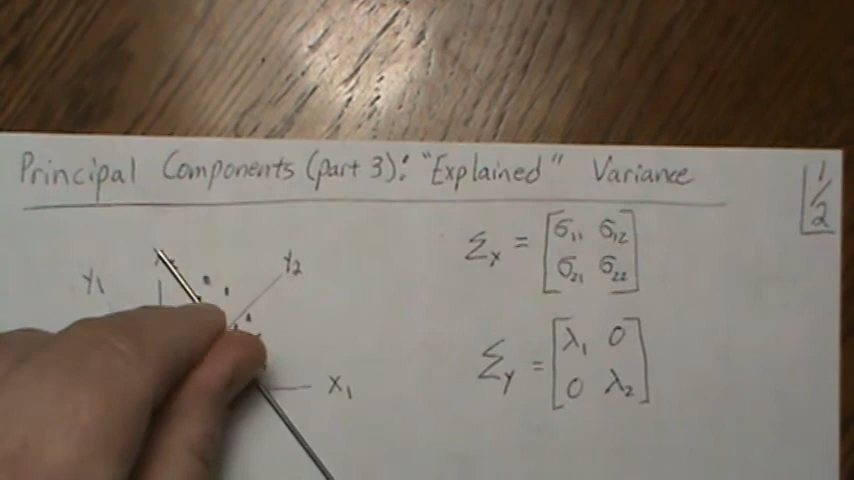 Principal Components (part 3): "Explained" Variance
1/2
Σx = [σ11 σ12
σ21 σ22]
Y1
Y2
X1
Σy = [λ1 0
0 λ2]